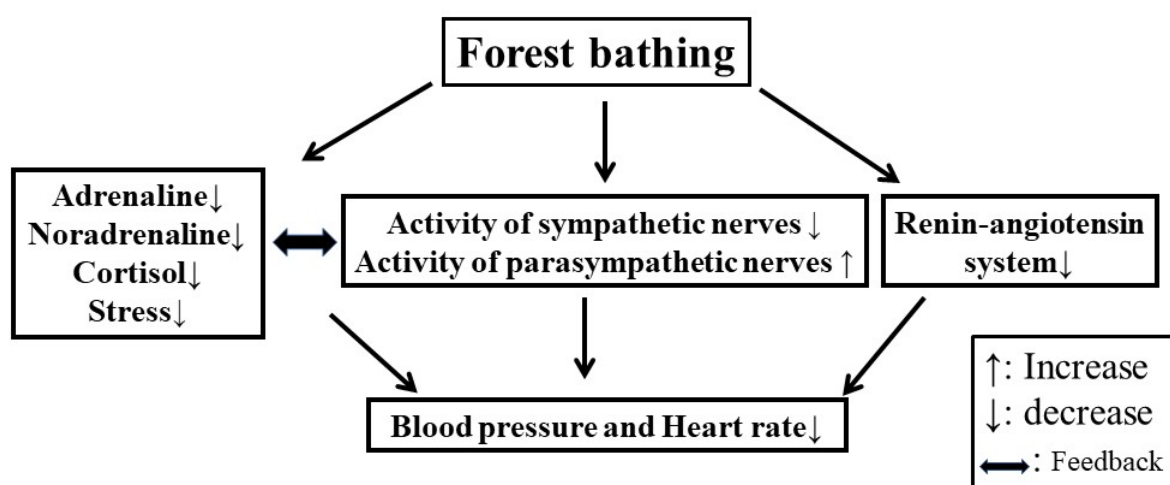 Forest bathing
Adrenaline↓
Noradrenaline↓
Cortisol↓
Stress↓
Activity of sympathetic nerves ↓
Activity of parasympathetic nerves ↑
Renin-angiotensin
system↓
Blood pressure and Heart rate↓
↑: Increase
↓: decrease
: Feedback